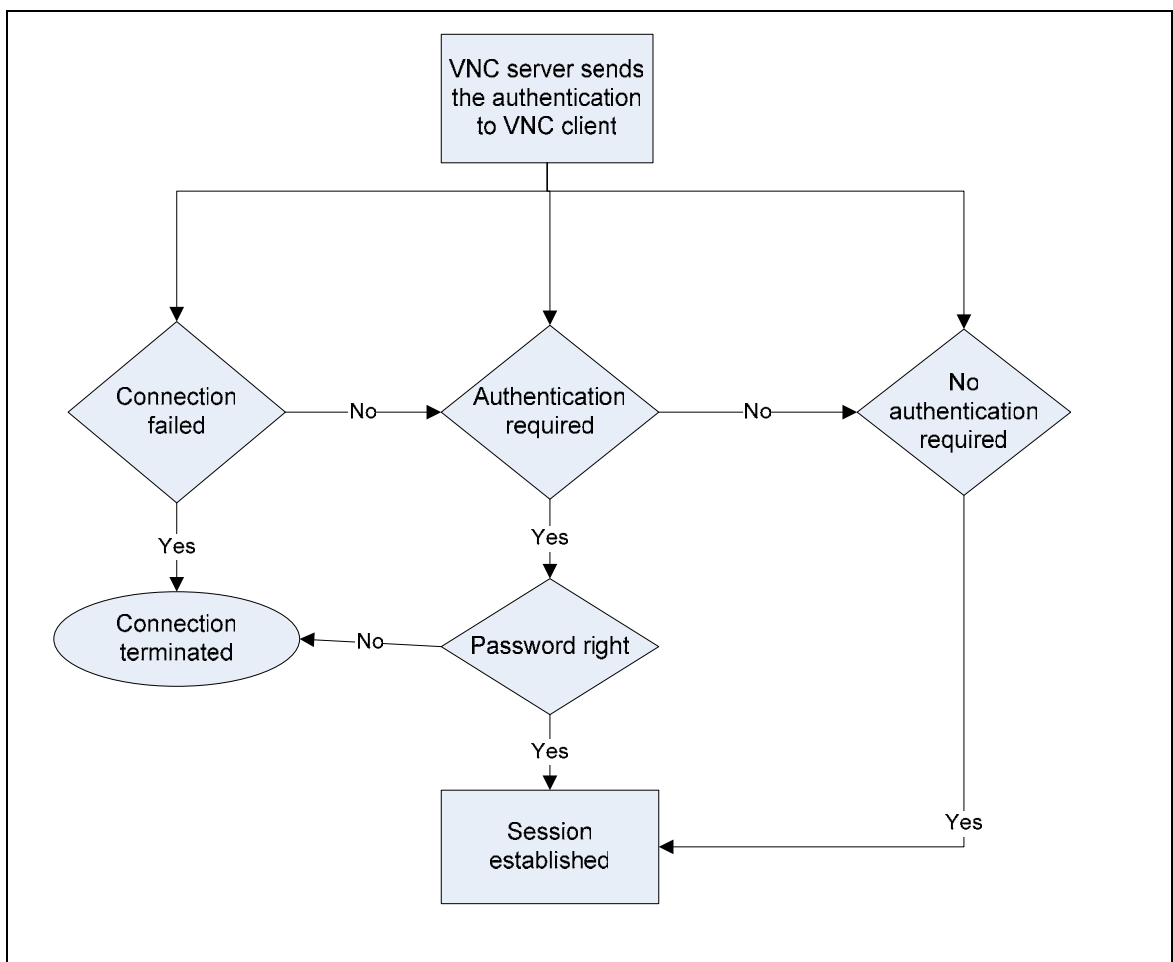 VNC server sends
the authentication
to VNC client
Connection
failed
No
Authentication
required
No
No
authentication
required
Yes
Yes
Connection
terminated
No
Password right
Yes
Session
established
Yes